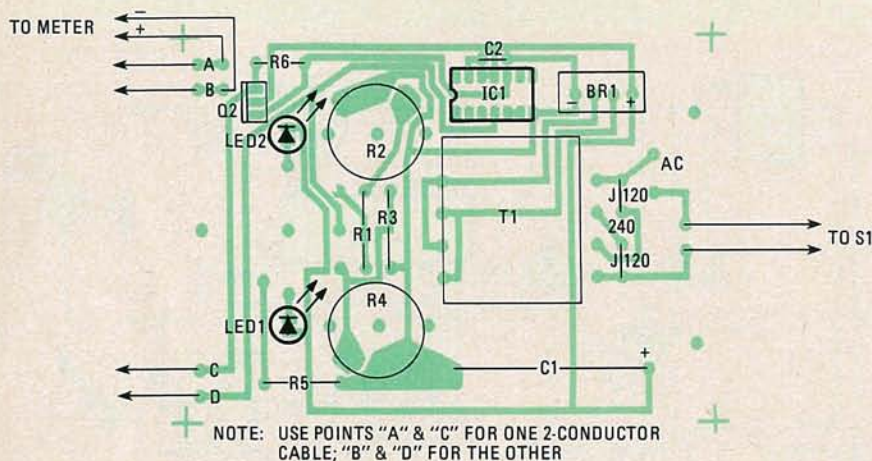 TO METER
−
+
A
B
Q2
R6
LED2
R2
C2
IC1
BR1
− +
R1
R3
T1
AC
J 120
240
J 120
TO S1
R4
LED1
C
D
R5
C1
+
NOTE: USE POINTS "A" & "C" FOR ONE 2-CONDUCTOR
CABLE; "B" & "D" FOR THE OTHER